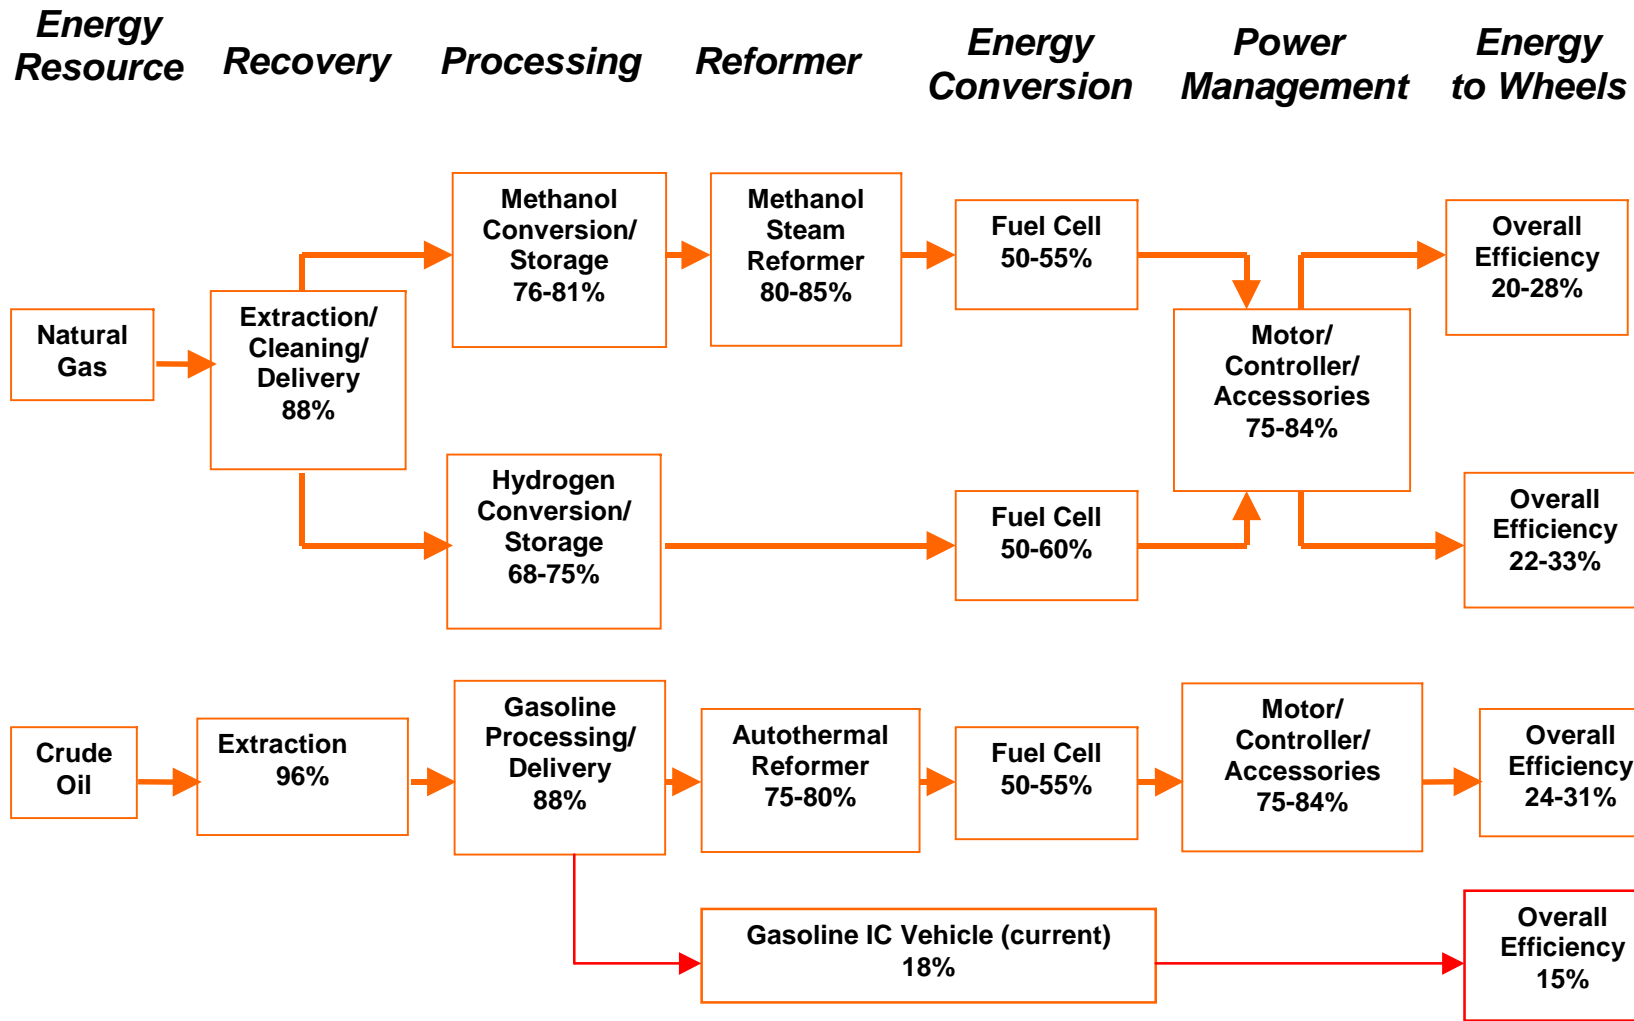 Energy
Resource
Recovery
Processing
Reformer
Energy
Conversion
Power
Management
Energy
to Wheels
Natural
Gas
Extraction/
Cleaning/
Delivery
88%
Methanol
Conversion/
Storage
76-81%
Methanol
Steam
Reformer
80-85%
Fuel Cell
50-55%
Motor/
Controller/
Accessories
75-84%
Overall
Efficiency
20-28%
Hydrogen
Conversion/
Storage
68-75%
Fuel Cell
50-60%
Overall
Efficiency
22-33%
Crude
Oil
Extraction
96%
Gasoline
Processing/
Delivery
88%
Autothermal
Reformer
75-80%
Fuel Cell
50-55%
Motor/
Controller/
Accessories
75-84%
Overall
Efficiency
24-31%
Gasoline IC Vehicle (current)
18%
Overall
Efficiency
15%